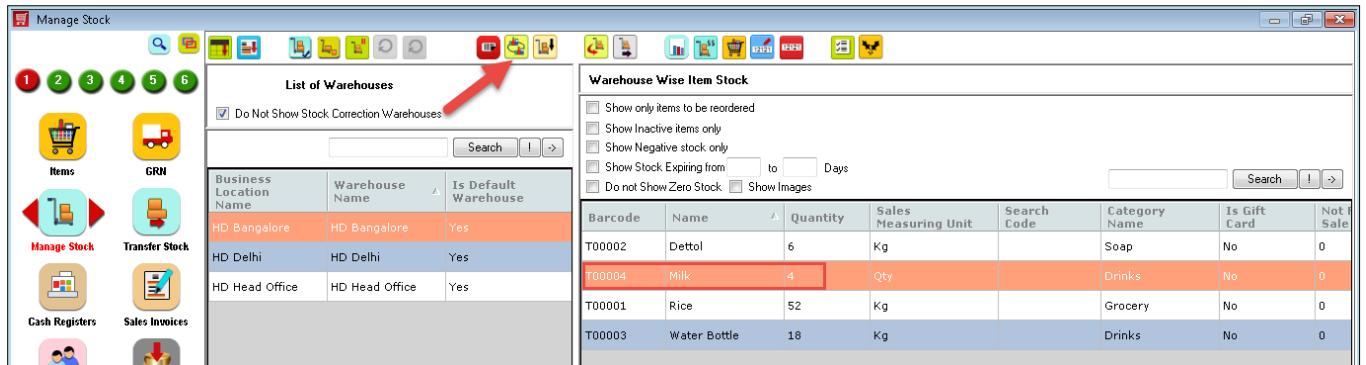 Manage Stock
1 2 3 4 5 6
Items GRN
Manage Stock Transfer Stock
Cash Registers Sales Invoices
List of Warehouses
Do Not Show Stock Correction Warehouses
Search ! ->
Business Location Name Warehouse Name Is Default Warehouse
HD Bangalore HD Bangalore Yes
HD Delhi HD Delhi Yes
HD Head Office HD Head Office Yes
Warehouse Wise Item Stock
Show only items to be reordered
Show Inactive items only
Show Negative stock only
Show Stock Expiring from to Days
Do not Show Zero Stock Show Images
Search ! ->
Barcode Name Quantity Sales Measuring Unit Search Code Category Name Is Gift Card Not Sale
T00002 Dettol 6 Kg Soap No 0
T00004 Milk 4 Qty Drinks No 0
T00001 Rice 52 Kg Grocery No 0
T00003 Water Bottle 18 Kg Drinks No 0